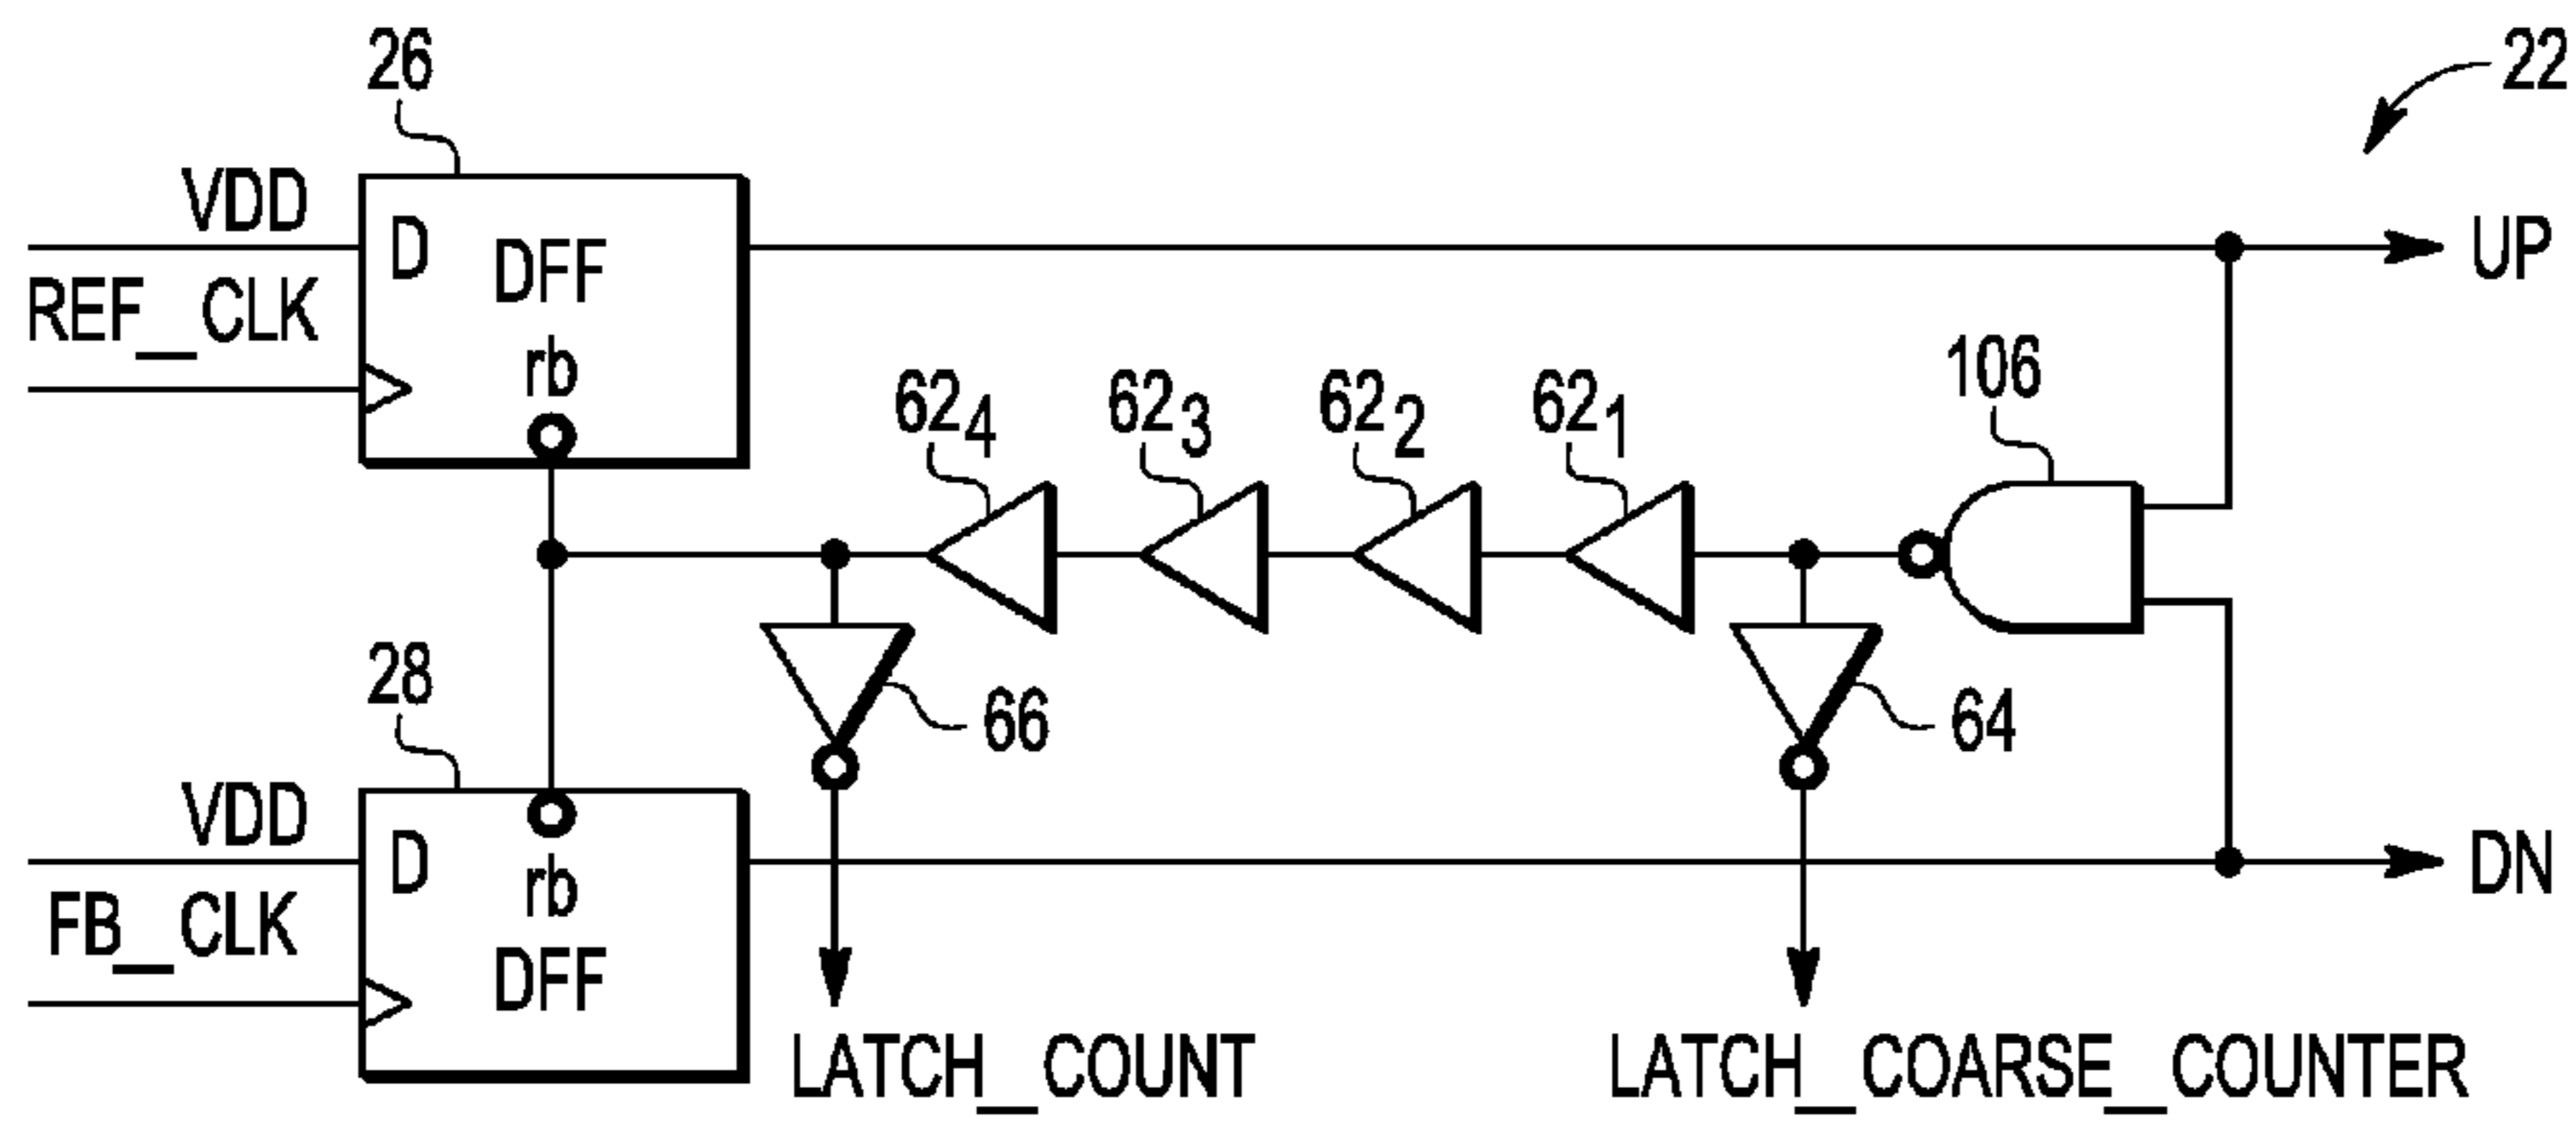 26
22
VDD
D
DFF
UP
REF_CLK
rb
106
62₄
62₃
62₂
62₁
28
66
64
VDD
D
DN
rb
FB_CLK
DFF
LATCH_COUNT
LATCH_COARSE_COUNTER